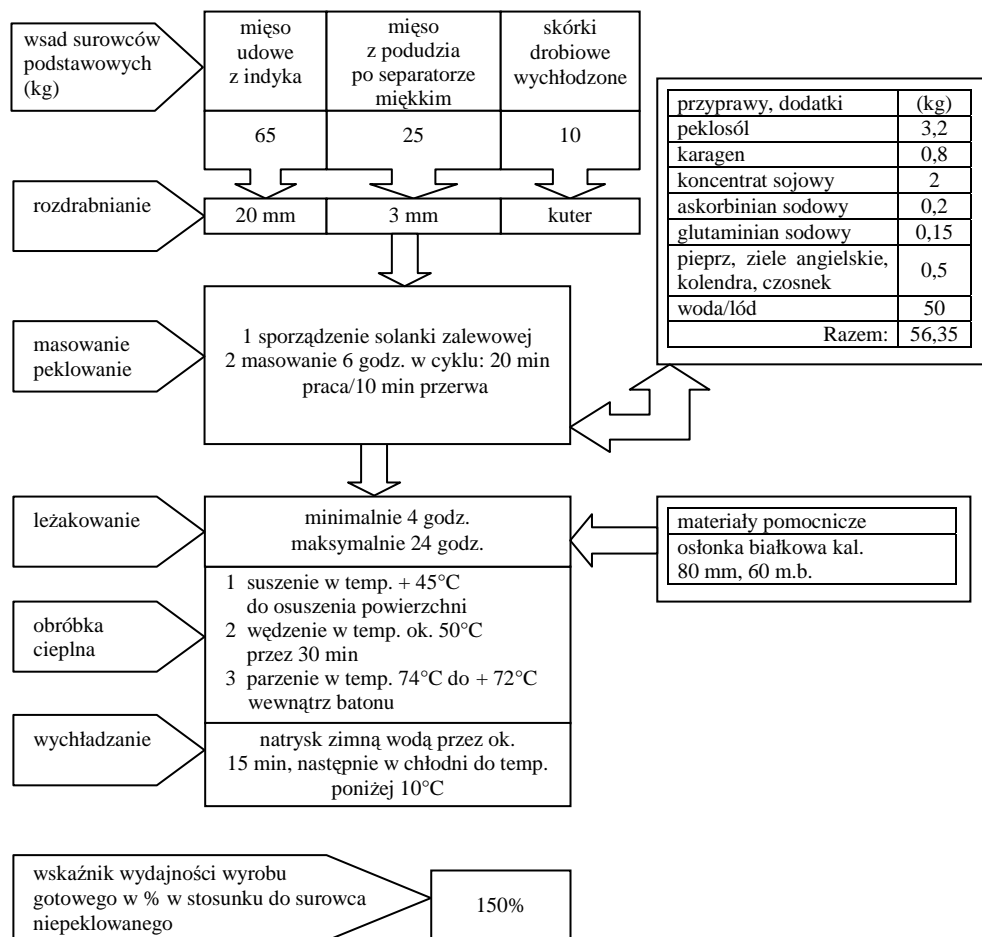 wsad surowców
podstawowych
(kg)
mięso
udowe
z indyka
mięso
z podudzia
po separatorze
miękkim
skórki
drobiowe
wychłodzone
65
25
10
rozdrabnianie
20 mm
3 mm
kuter
przyprawy, dodatki (kg)
peklosól 3,2
karagen 0,8
koncentrat sojowy 2
askorbinian sodowy 0,2
glutaminian sodowy 0,15
pieprz, ziele angielskie,
kolendra, czosnek 0,5
woda/lód 50
Razem: 56,35
masowanie
peklowanie
1 sporządzenie solanki zalewowej
2 masowanie 6 godz. w cyklu: 20 min
praca/10 min przerwa
leżakowanie
minimalnie 4 godz.
maksymalnie 24 godz.
materiały pomocnicze
osłonka białkowa kal.
80 mm, 60 m.b.
obróbka
cieplna
1 suszenie w temp. + 45°C
do osuszenia powierzchni
2 wędzenie w temp. ok. 50°C
przez 30 min
3 parzenie w temp. 74°C do + 72°C
wewnątrz batonu
wychładzanie
natrysk zimną wodą przez ok.
15 min, następnie w chłodni do temp.
poniżej 10°C
wskaźnik wydajności wyrobu
gotowego w % w stosunku do surowca
niepeklowanego
150%